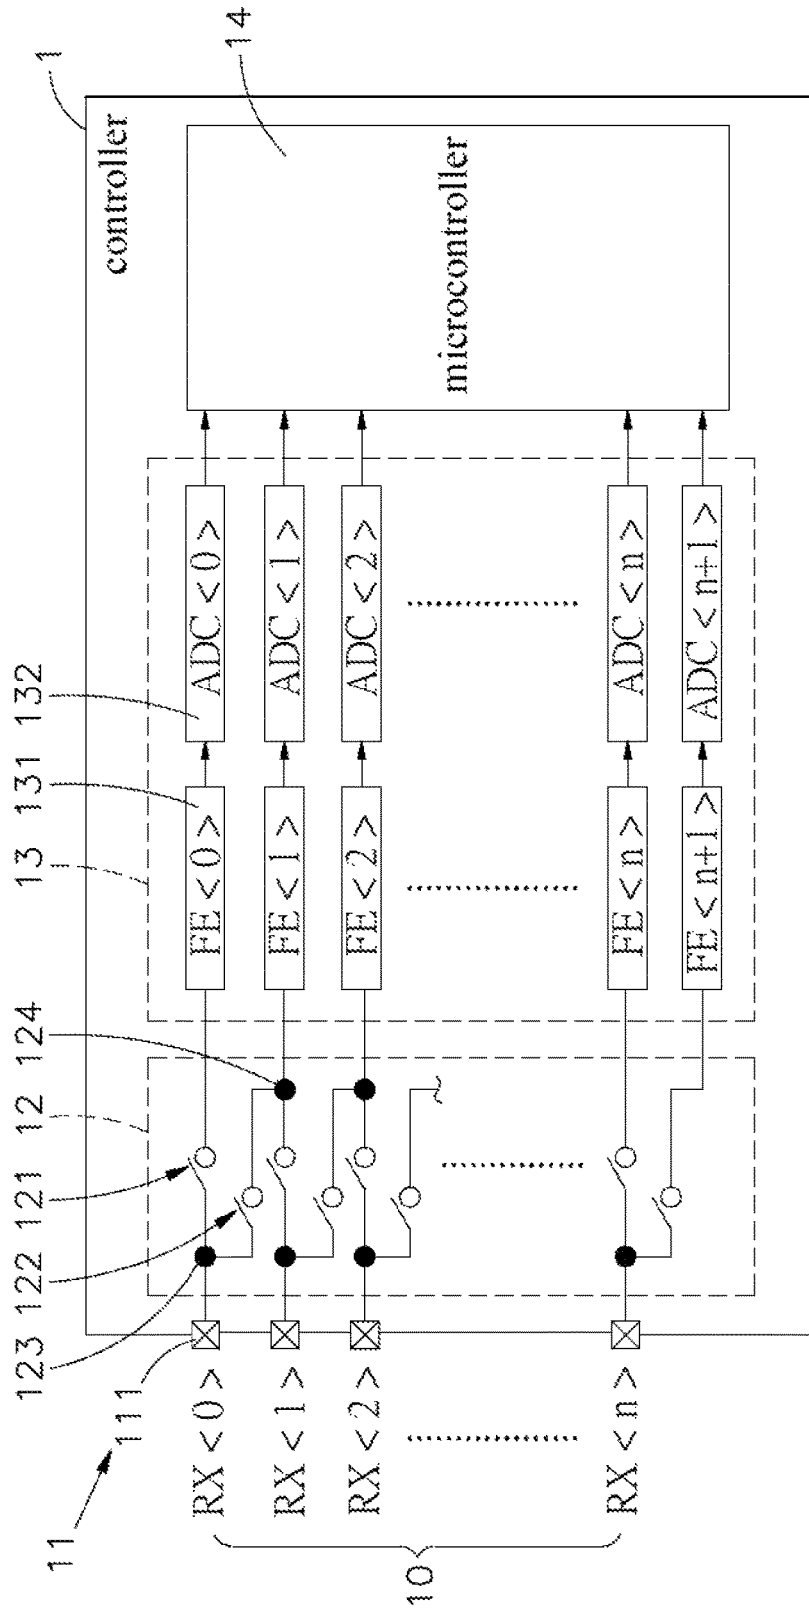 1
controller
14
microcontroller
13
131
132
12
121
122
123
124
11
111
10
RX < 0 >
FE < 0 >
ADC < 0 >
RX < 1 >
FE < 1 >
ADC < 1 >
RX < 2 >
FE < 2 >
ADC < 2 >
RX < n >
FE < n >
ADC < n >
FE < n+1 >
ADC < n+1 >